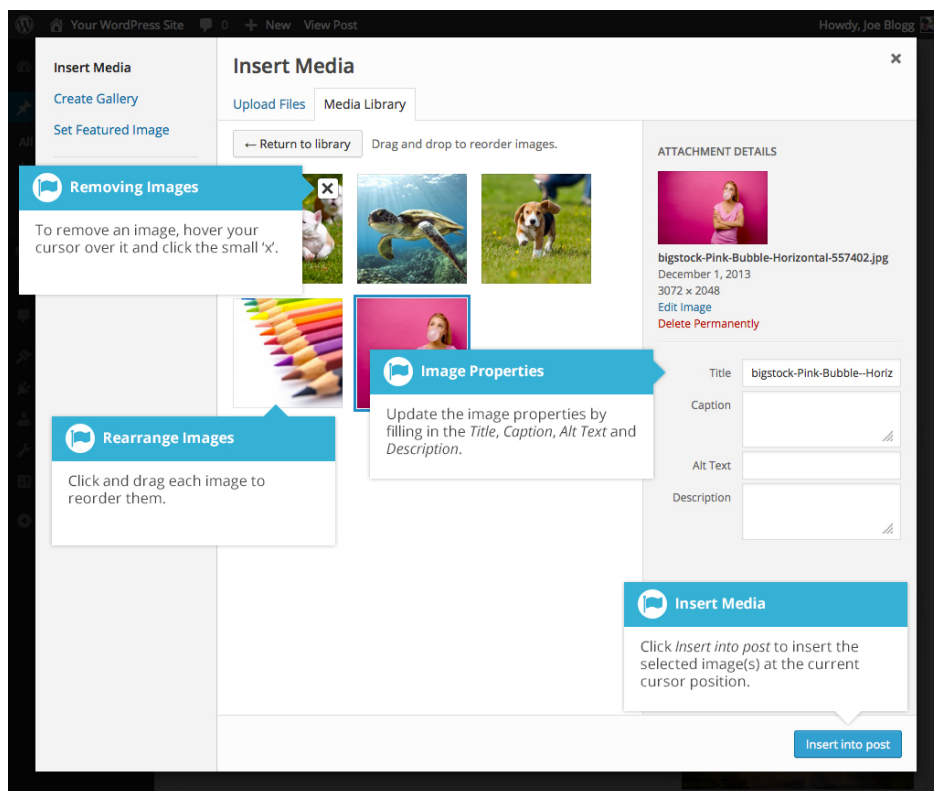 Your WordPress Site 0 New View Post Howdy, Joe Blogg
Insert Media
Create Gallery
Set Featured Image
Insert Media
×
Upload Files Media Library
← Return to library Drag and drop to reorder images.
Removing Images
To remove an image, hover your
cursor over it and click the small ‘x’.
Rearrange Images
Click and drag each image to
reorder them.
Image Properties
Update the image properties by
filling in the Title, Caption, Alt Text and
Description.
ATTACHMENT DETAILS
bigstock-Pink-Bubble-Horizontal-557402.jpg
December 1, 2013
3072 × 2048
Edit Image
Delete Permanently
Title bigstock-Pink-Bubble--Horiz
Caption
Alt Text
Description
Insert Media
Click Insert into post to insert the
selected image(s) at the current
cursor position.
Insert into post
All